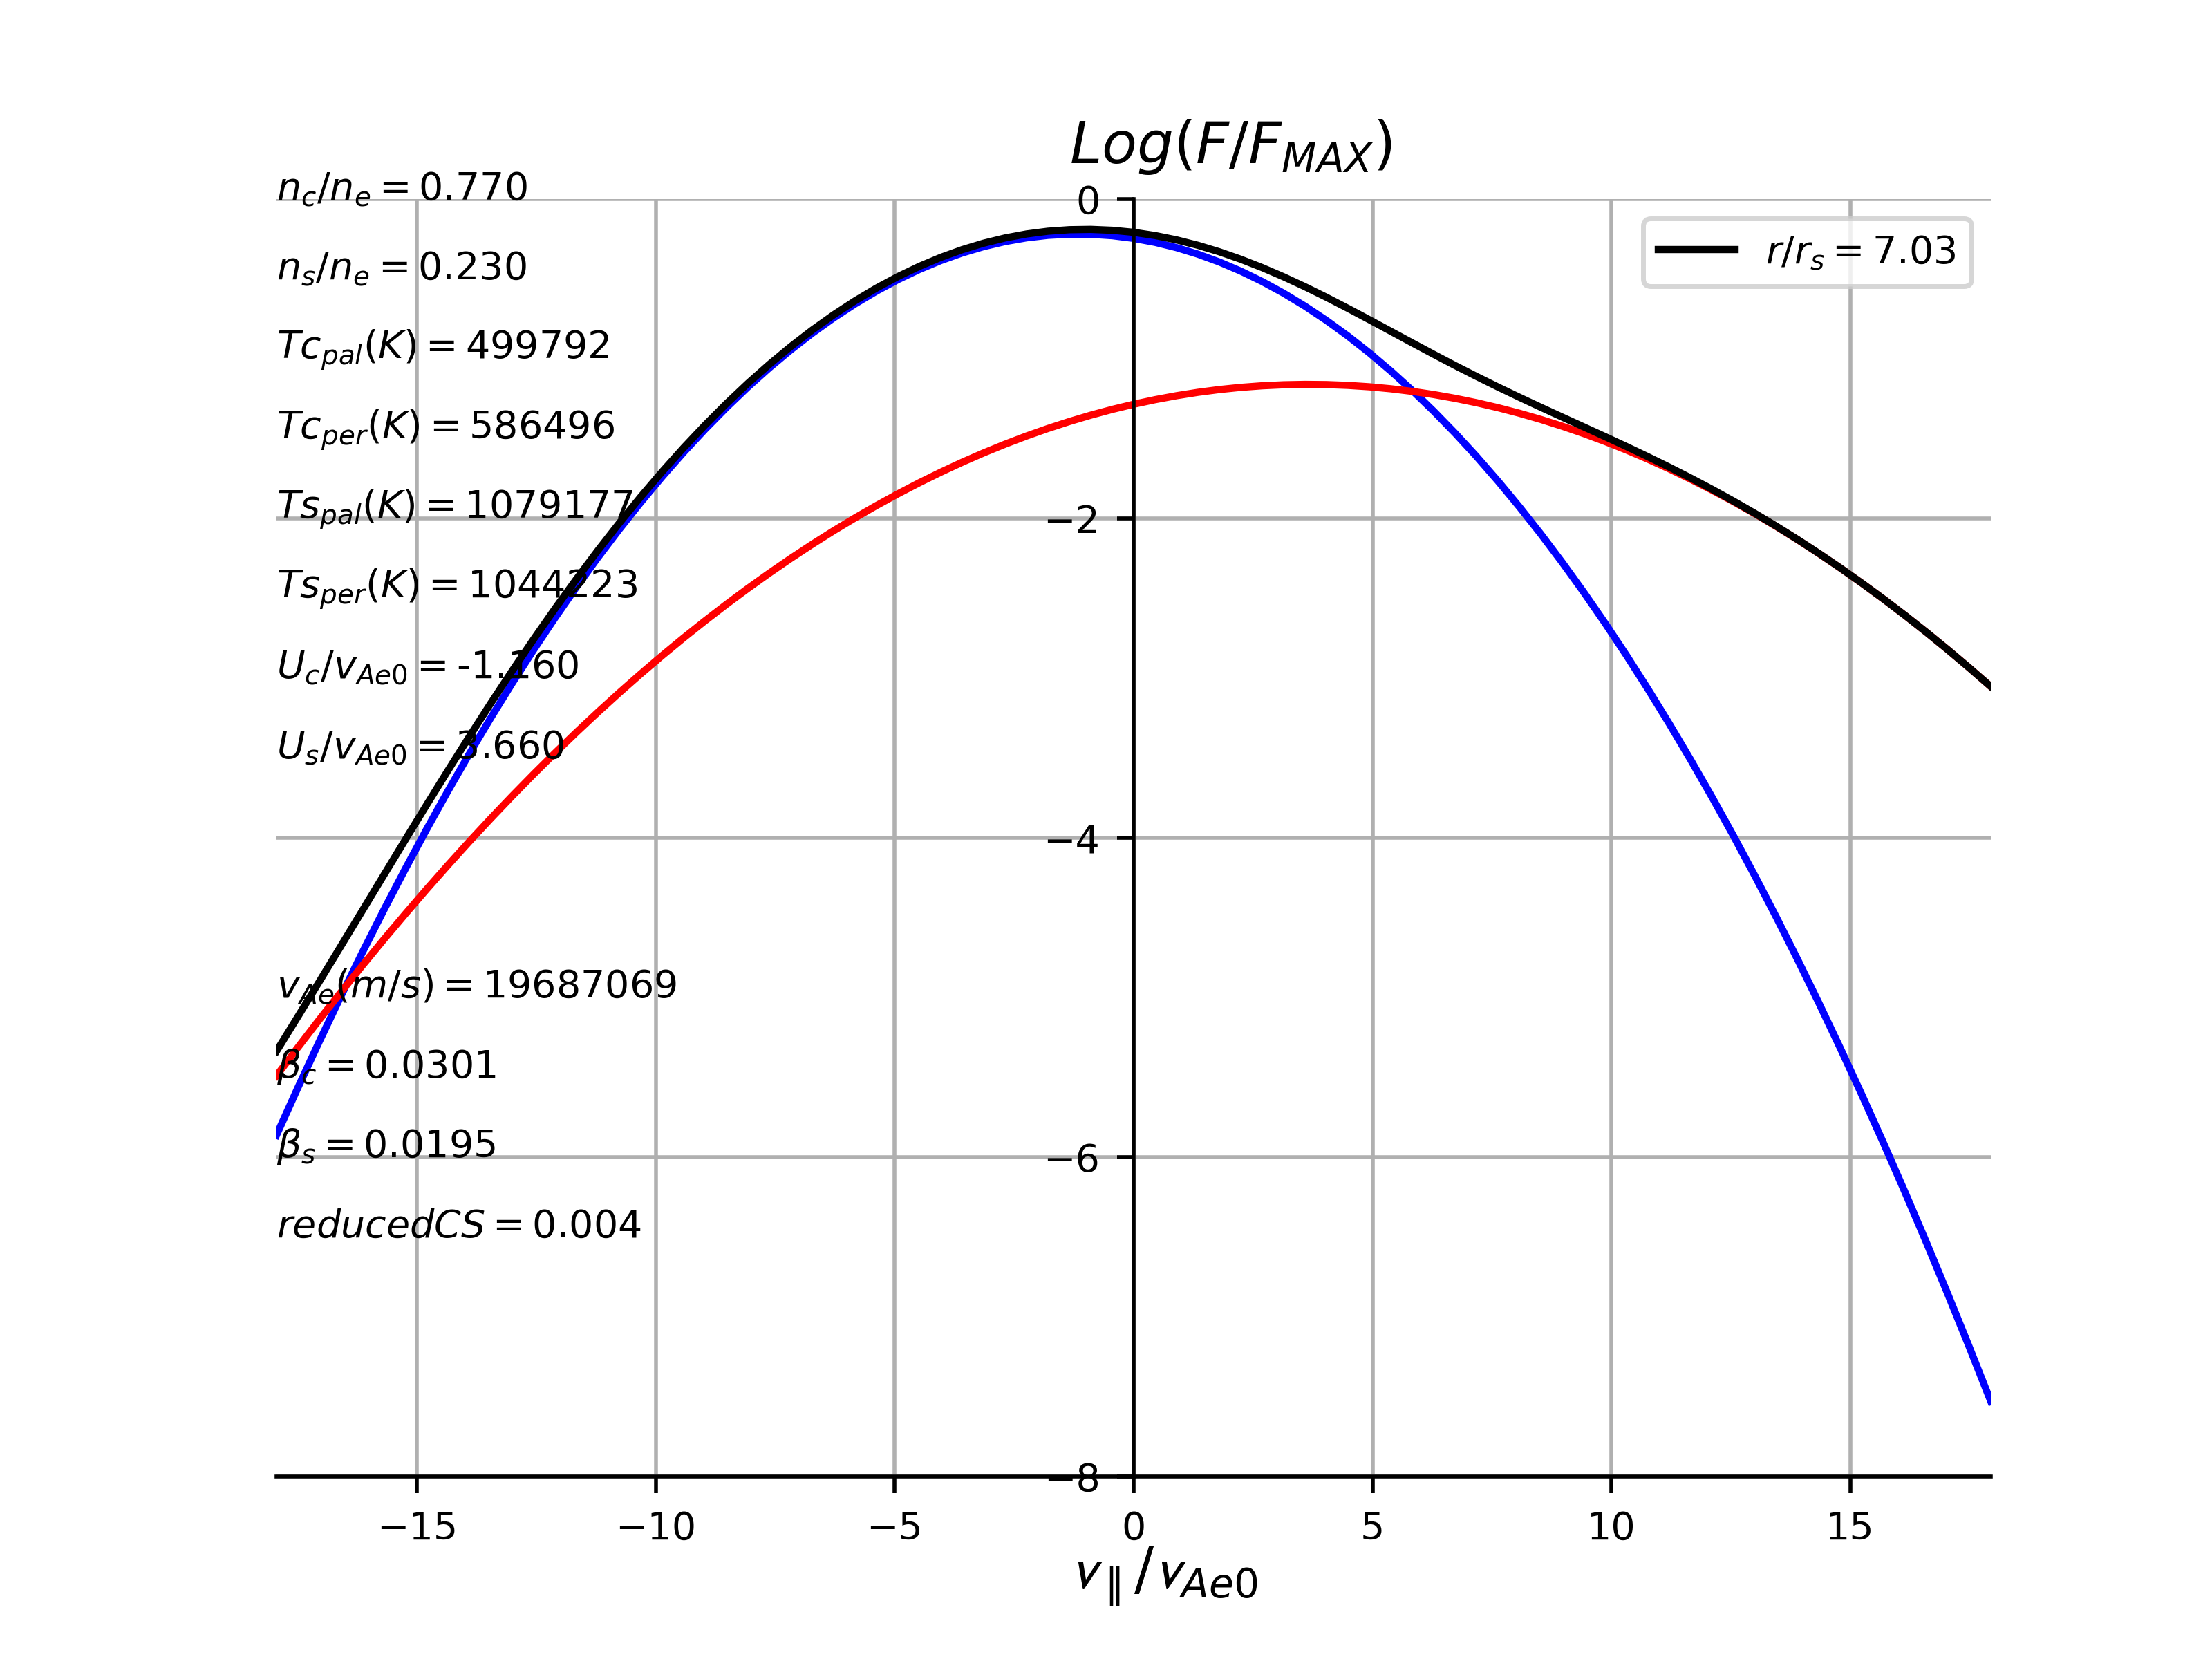 Log(F/F_MAX)
n_c/n_e = 0.770
n_s/n_e = 0.230
Tc_pal(K) = 499792
Tc_per(K) = 586496
Ts_pal(K) = 1079177
Ts_per(K) = 1044223
U_c/v_Ae0 = -1.160
U_s/v_Ae0 = 3.660
v_Ae(m/s) = 19687069
β_c = 0.0301
β_s = 0.0195
reducedCS = 0.004
r/r_s = 7.03
0
−2
−4
−6
−8
−15 −10 −5 0 5 10 15
v_∥/v_Ae0